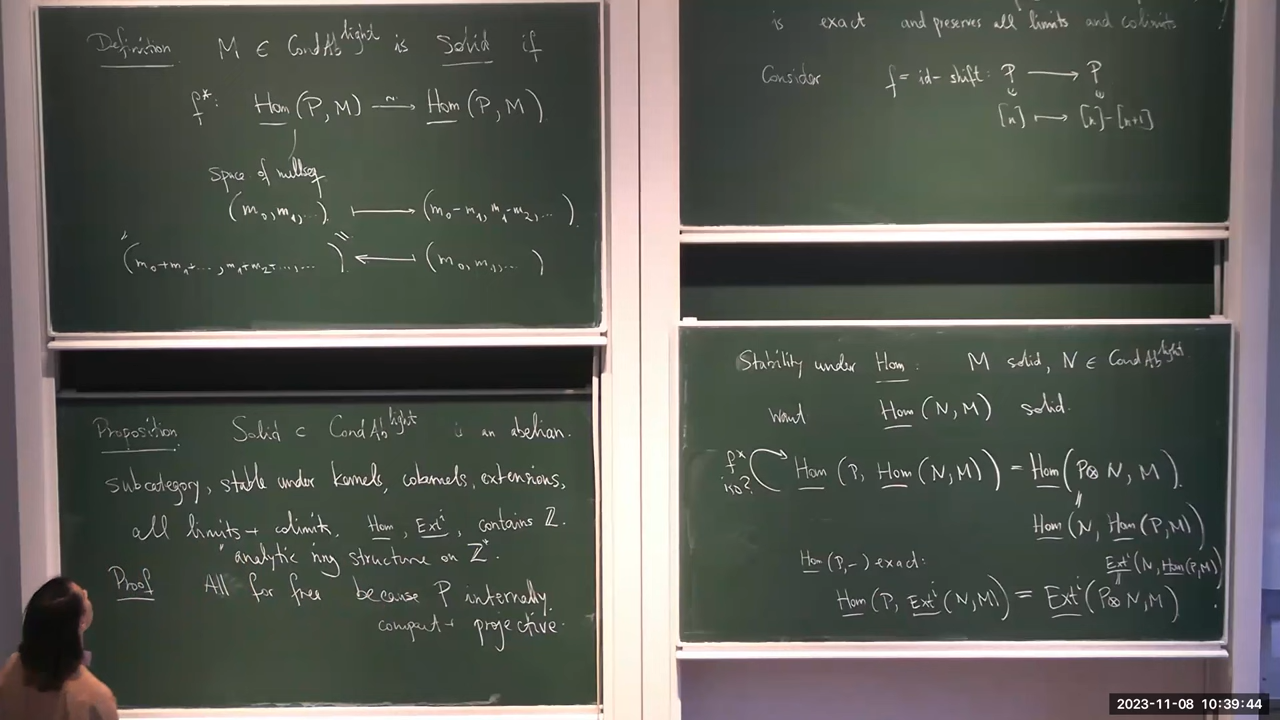 Definition M ∈ CondAb^light is Solid if
f*: Hom(P,M) →~ Hom(P,M)
space of nullseq
(m₀, m₁, ...) ↦ (m₀-m₁, m₁-m₂, ...)
"(m₀+m₁+..., m₁+m₂+..., ...)" ← (m₀, m₁, ...)
Proposition Solid ⊂ CondAb^light is an abelian
subcategory, stable under kernels, cokernels, extensions,
all limits + colimits, Hom, Ext^i, contains ℤ.
"analytic ring structure on ℤ".
Proof All for free because P internally
compact + projective.
is exact and preserves all limits and colimits !
Consider f = id - shift: P → P
[n] ↦ [n]-[n+1]
Stability under Hom: M solid, N ∈ CondAb^light.
Want Hom(N,M) solid.
f* iso? Hom(P, Hom(N,M)) = Hom(P⊗N, M).
Hom(N, Hom(P,M))
Hom(P,-) exact: Ext^i(N, Hom(P,M))
Hom(P, Ext^i(N,M)) = Ext^i(P⊗N,M).
2023-11-08 10:39:44